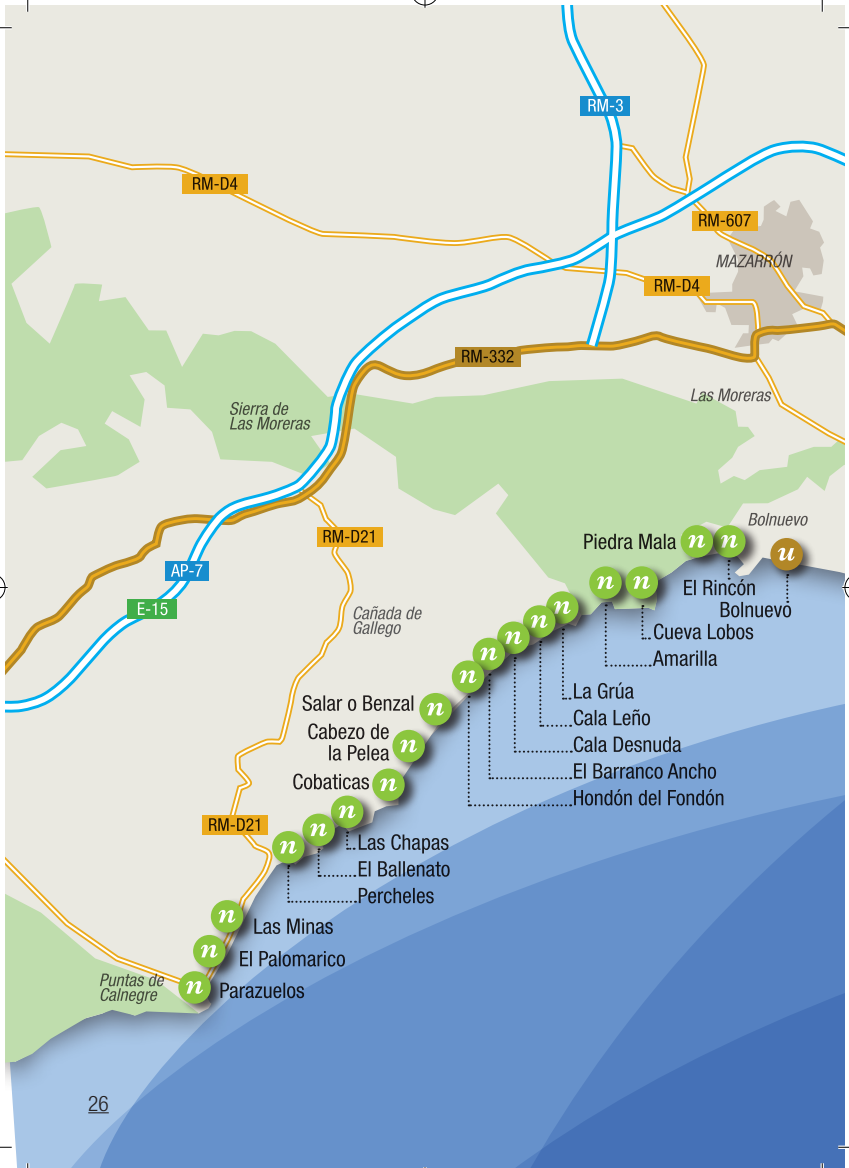 RM-3
RM-D4
RM-607
MAZARRÓN
RM-D4
RM-332
Las Moreras
Sierra de
Las Moreras
Bolnuevo
RM-D21
Piedra Mala
n
n
u
AP-7
El Rincón
n
n
E-15
Bolnuevo
n
Cañada de
Gallego
n
Cueva Lobos
n
Amarilla
n
n
La Grúa
Salar o Benzal
n
Cala Leño
Cabezo de
la Pelea
n
Cala Desnuda
El Barranco Ancho
Cobaticas
n
Hondón del Fondón
RM-D21
n
n
n
Las Chapas
El Ballenato
Percheles
n
Las Minas
n
El Palomarico
Puntas de
Calnegre
n
Parazuelos
26